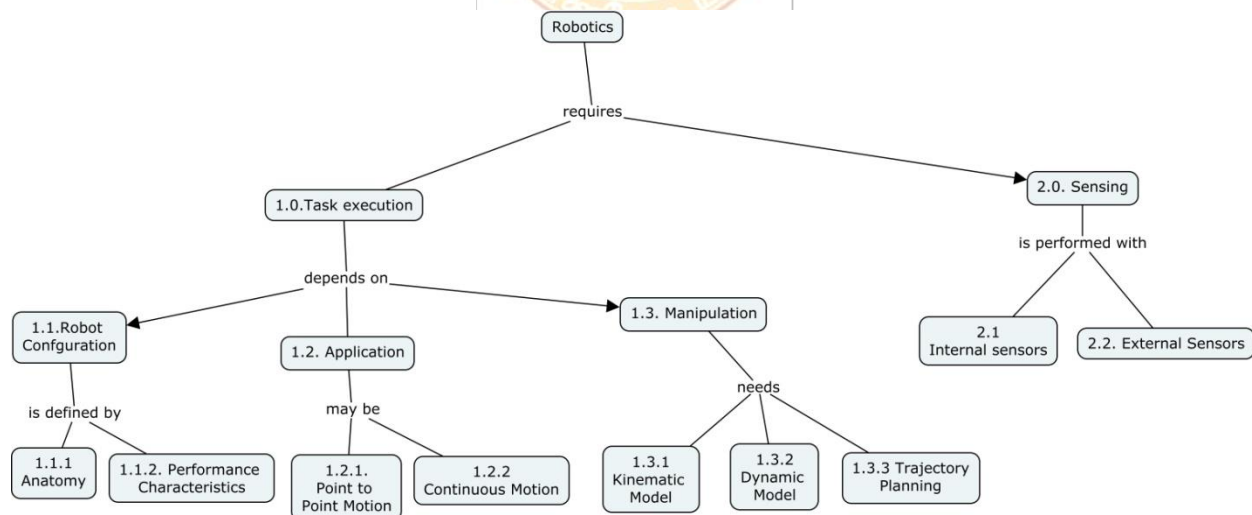 Robotics
requires
1.0.Task execution
2.0. Sensing
depends on
is performed with
1.1.Robot
Confguration
1.2. Application
1.3. Manipulation
2.1
Internal sensors
2.2. External Sensors
is defined by
may be
needs
1.1.1
Anatomy
1.1.2. Performance
Characteristics
1.2.1.
Point to
Point Motion
1.2.2
Continuous Motion
1.3.1
Kinematic
Model
1.3.2
Dynamic
Model
1.3.3 Trajectory
Planning